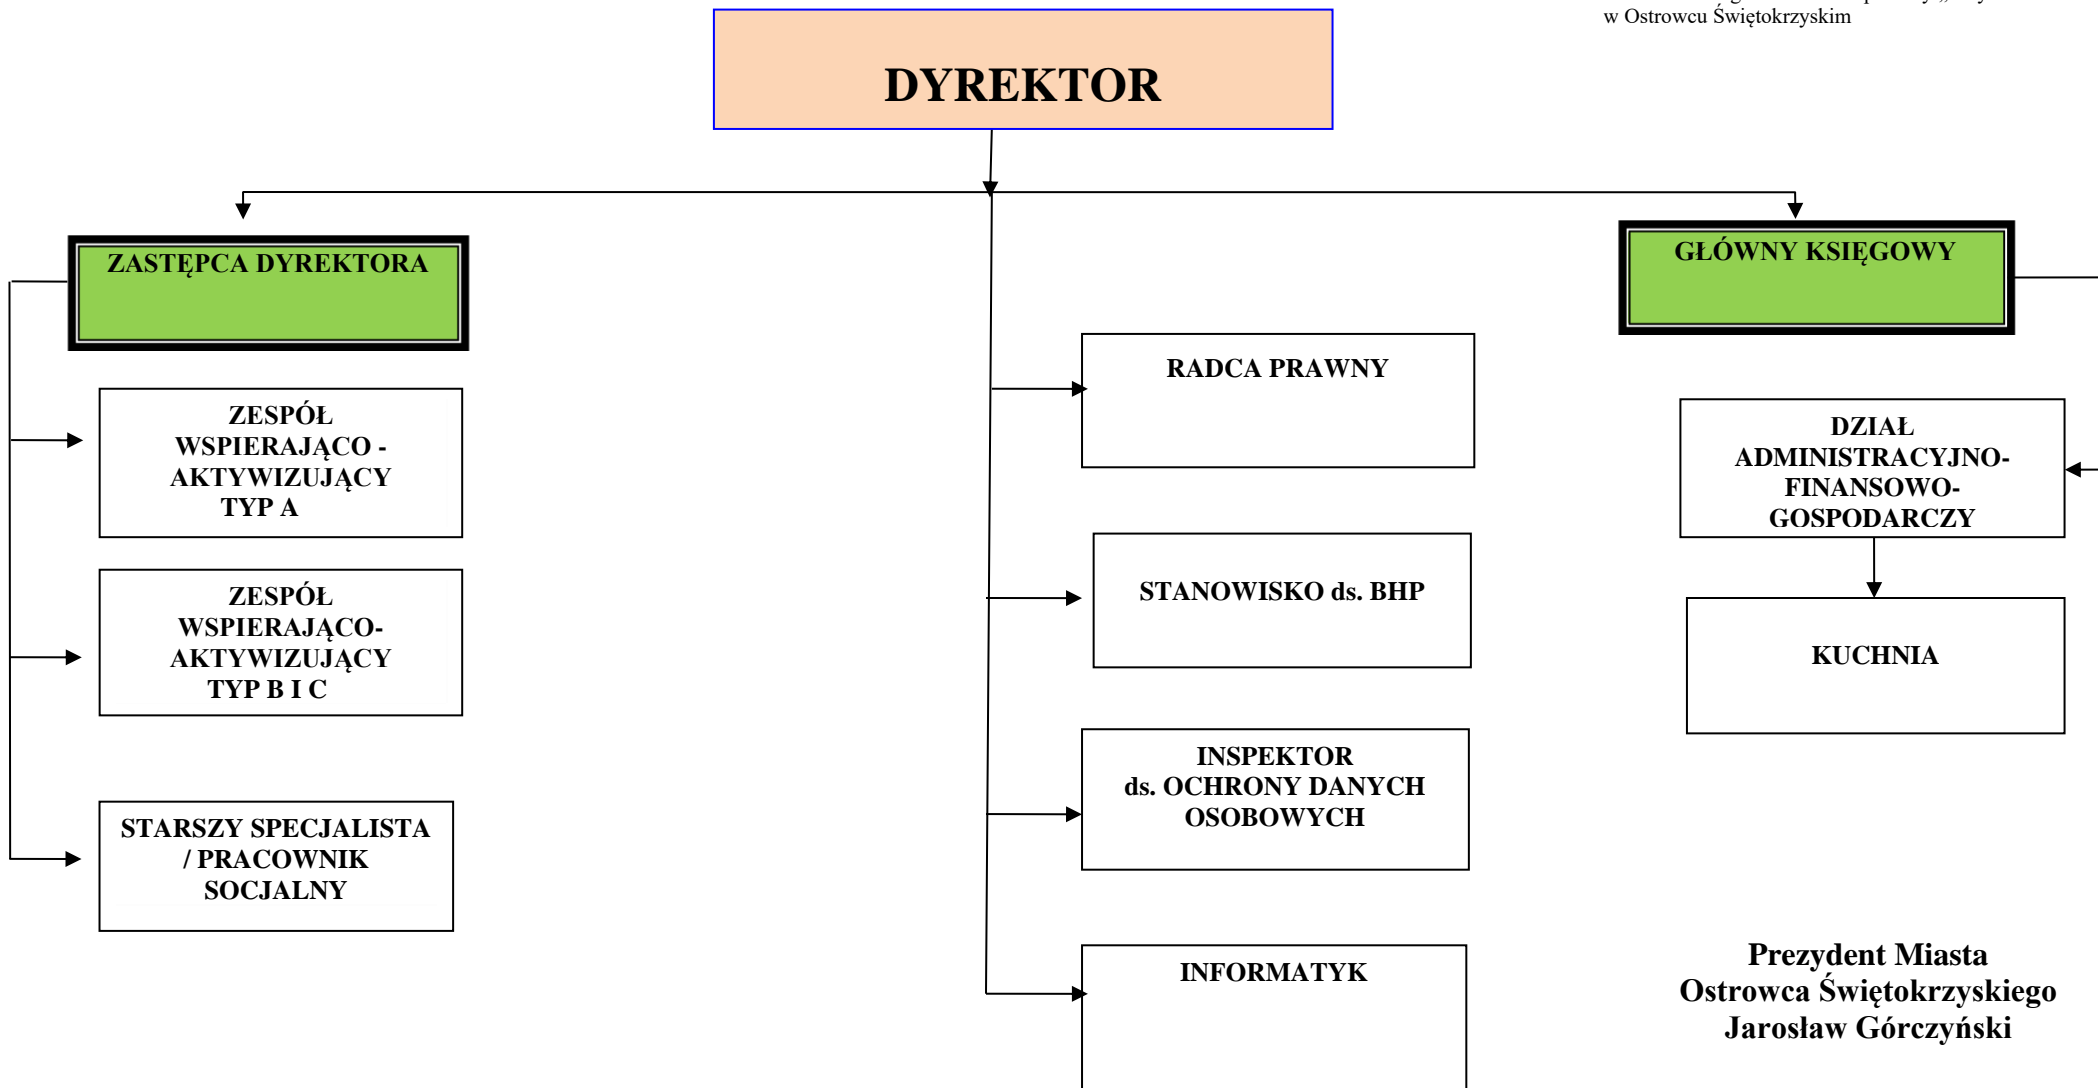 w Ostrowcu Świętokrzyskim
DYREKTOR
ZASTĘPCA DYREKTORA
GŁÓWNY KSIĘGOWY
ZESPÓŁ
WSPIERAJĄCO -
AKTYWIZUJĄCY
TYP A
ZESPÓŁ
WSPIERAJĄCO-
AKTYWIZUJĄCY
TYP B I C
STARSZY SPECJALISTA
/ PRACOWNIK
SOCJALNY
RADCA PRAWNY
STANOWISKO ds. BHP
INSPEKTOR
ds. OCHRONY DANYCH
OSOBOWYCH
INFORMATYK
DZIAŁ
ADMINISTRACYJNO-
FINANSOWO-
GOSPODARCZY
KUCHNIA
Prezydent Miasta
Ostrowca Świętokrzyskiego
Jarosław Górczyński